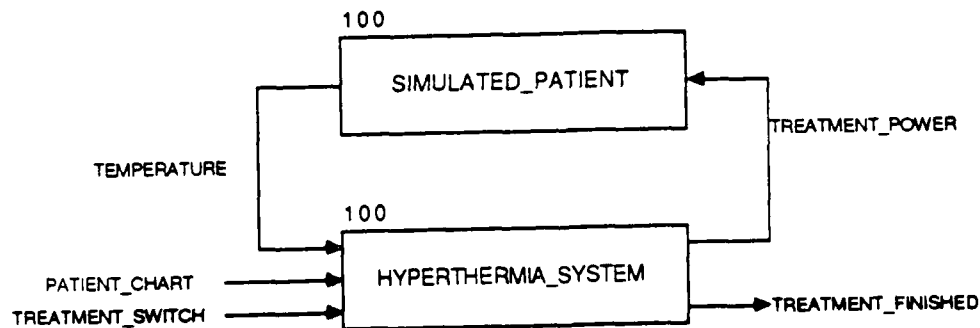 100
SIMULATED_PATIENT
TREATMENT_POWER
TEMPERATURE
100
HYPERTHERMIA_SYSTEM
PATIENT_CHART
TREATMENT_SWITCH
TREATMENT_FINISHED